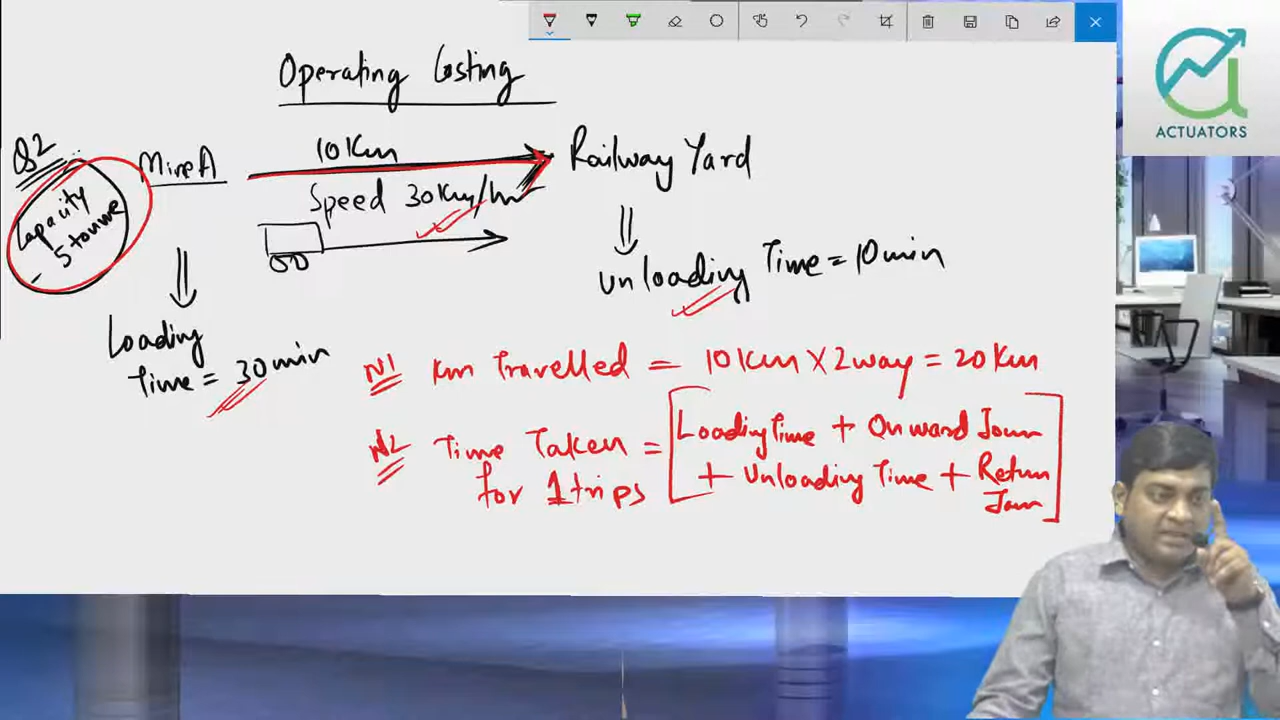 Operating Costing
Q2
Capacity
- 5 tonne
Mine A
10 Km
Speed 30 Km/hr
Railway Yard
Loading
Time = 30 min
Unloading Time = 10 min
N1 Km Travelled = 10 Km X 2 way = 20 Km
N2 Time Taken for 1 trips = [Loading Time + Onward Journ
+ Unloading Time + Return Journ]
ACTUATORS